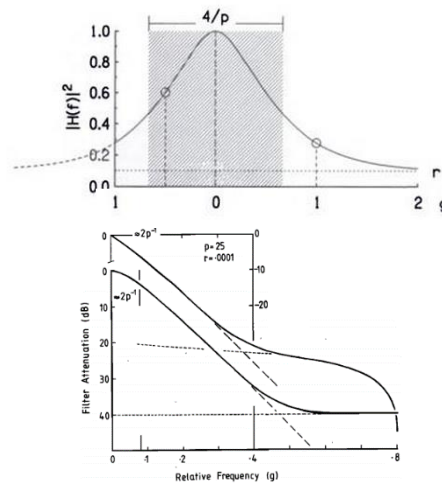 4/p
1.0
0.8
0.6
0.4
0.2
0.0
|H(f)|²
r
1 0 1 2 g
∞2p⁻¹
p=25
r=.0001
0
0
-10
-20
∞2p⁻¹
0
10
20
30
40
Filter Attenuation (dB)
0 .1 .2 .4 .8
Relative Frequency (g)